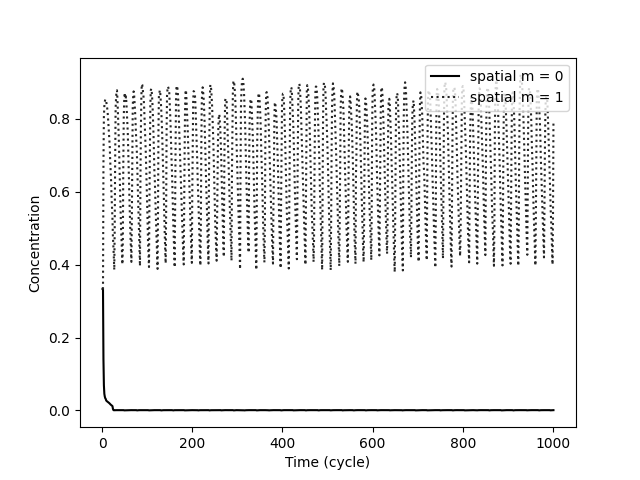 spatial m = 0
spatial m = 1
0.8
0.6
0.4
0.2
0.0
Concentration
0 200 400 600 800 1000
Time (cycle)